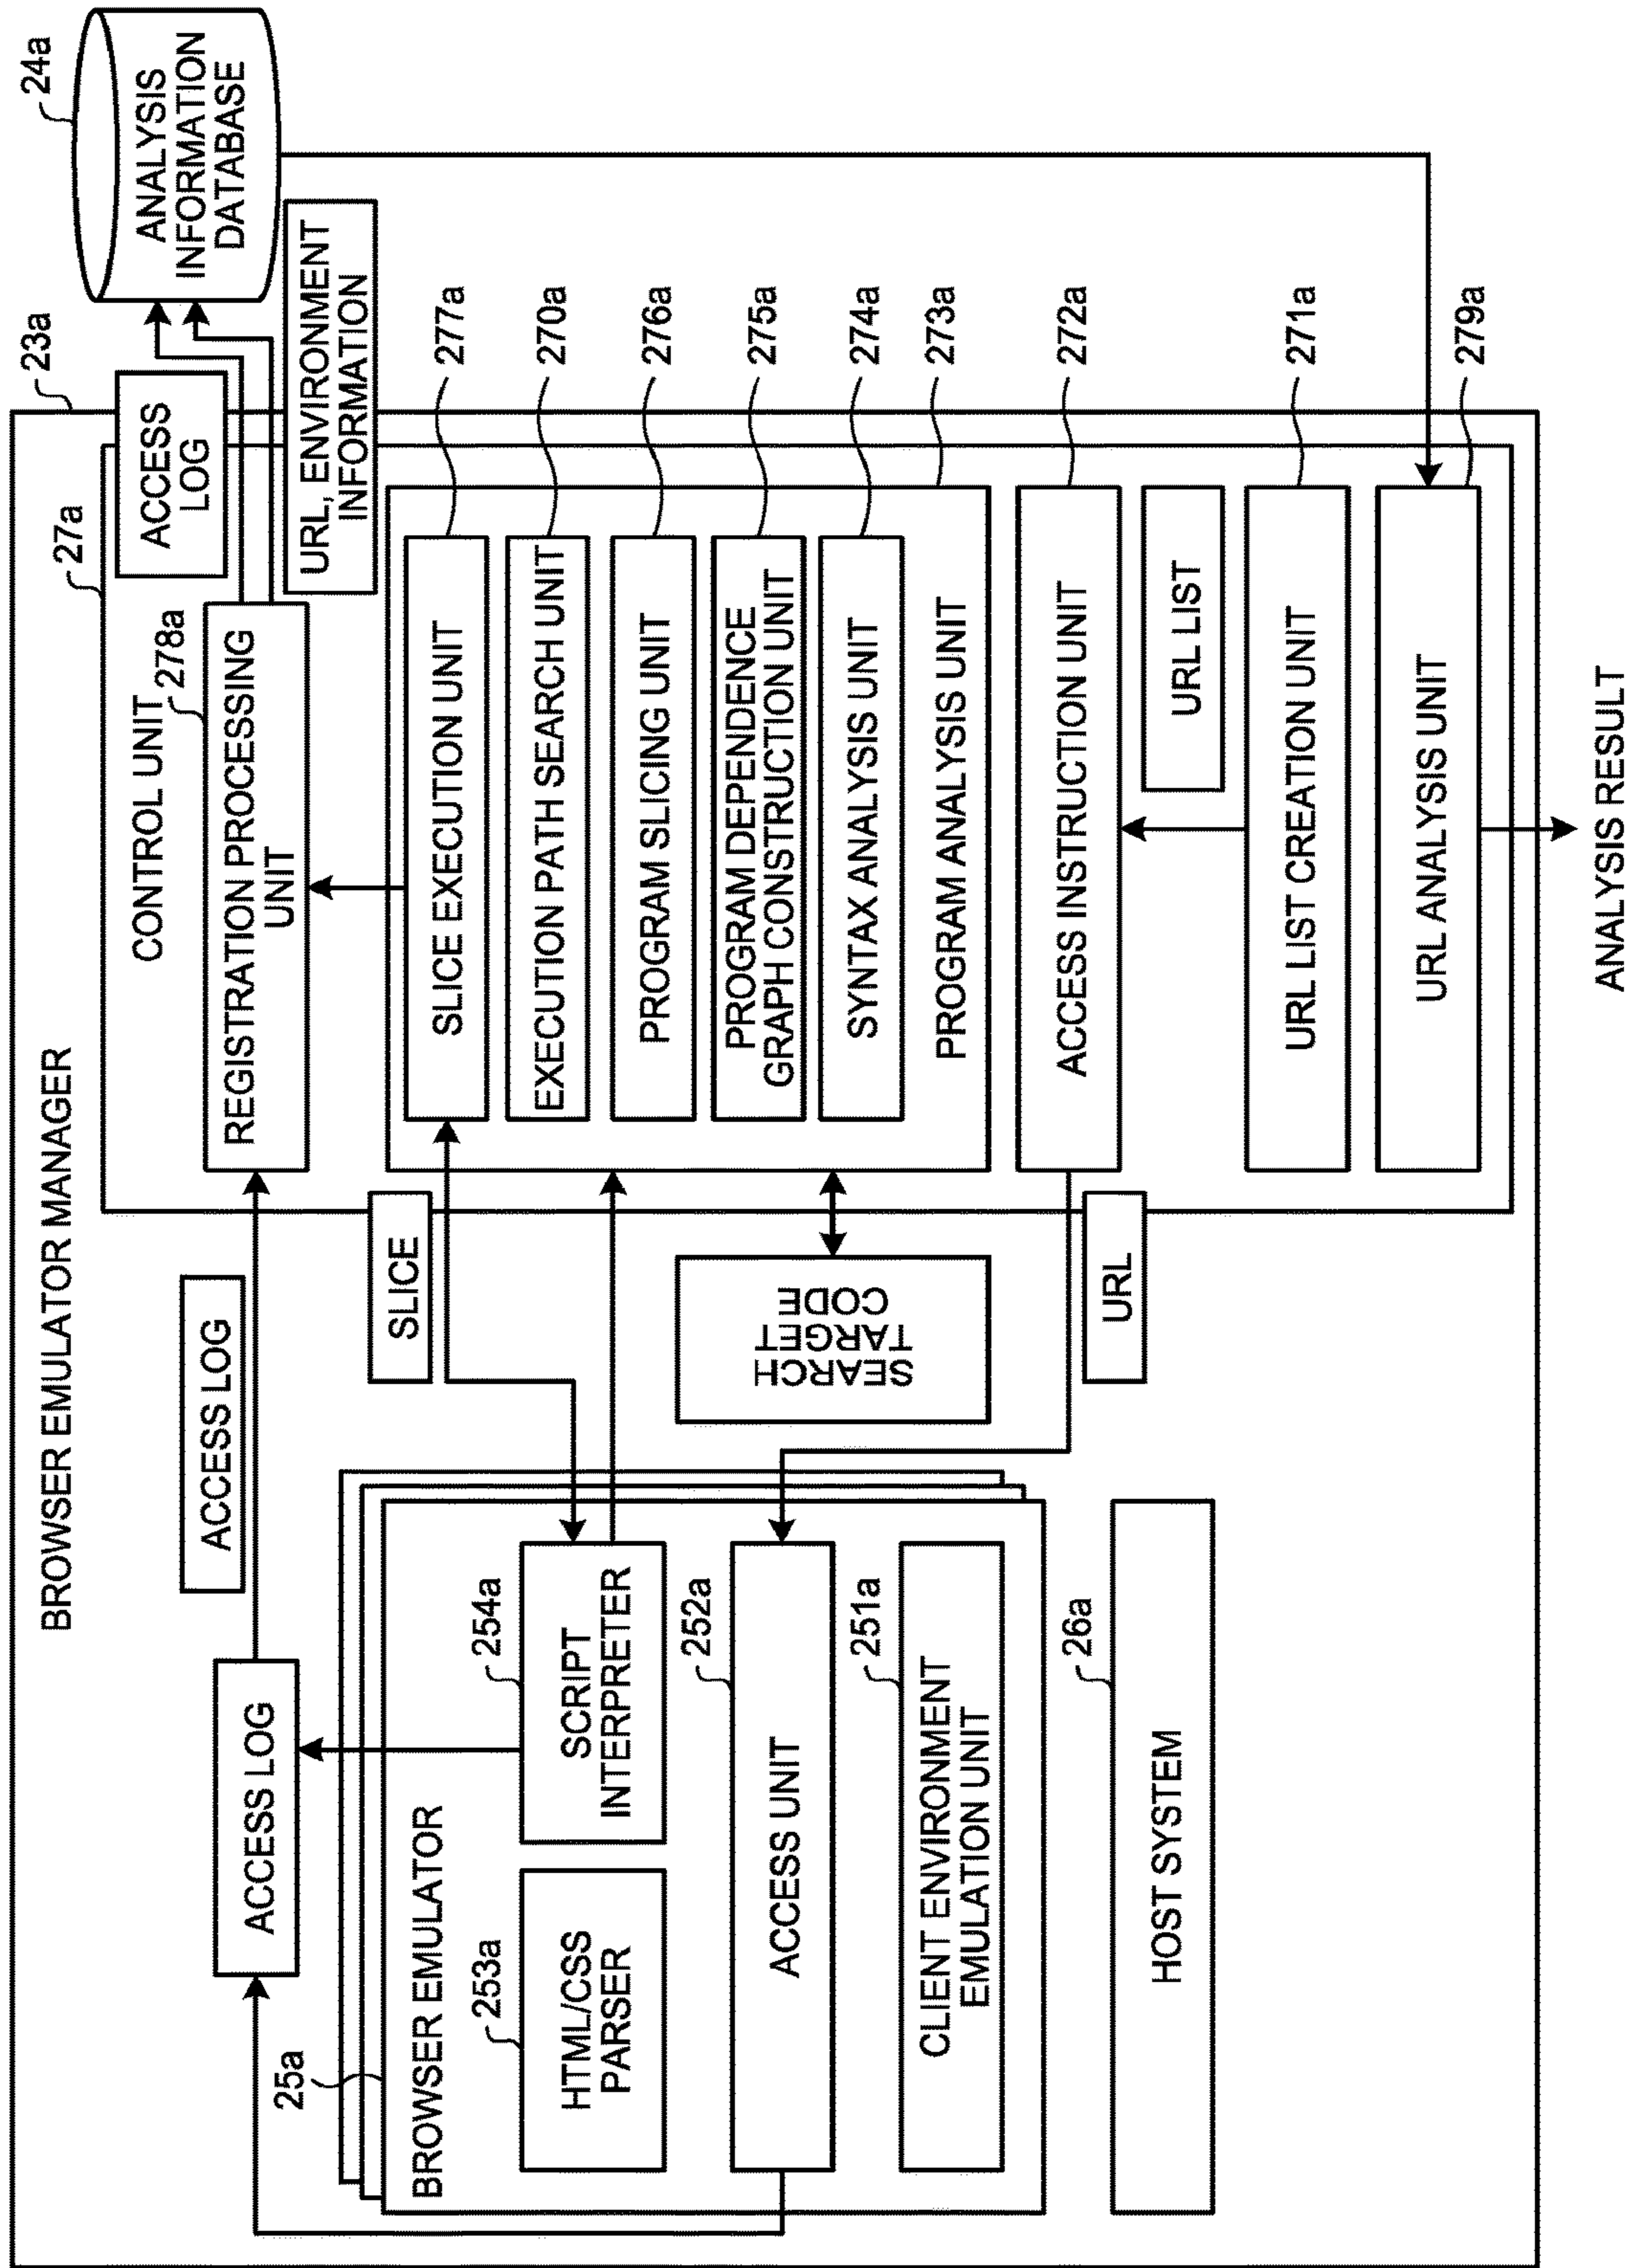 BROWSER EMULATOR MANAGER
23a
24a
ANALYSIS
INFORMATION
DATABASE
25a
BROWSER EMULATOR
253a
HTML/CSS
PARSER
254a
SCRIPT
INTERPRETER
252a
ACCESS UNIT
251a
CLIENT ENVIRONMENT
EMULATION UNIT
26a
HOST SYSTEM
ACCESS LOG
ACCESS LOG
SLICE
SEARCH
TARGET
CODE
URL
27a
CONTROL UNIT
278a
REGISTRATION PROCESSING
UNIT
ACCESS
LOG
URL, ENVIRONMENT
INFORMATION
SLICE EXECUTION UNIT
277a
EXECUTION PATH SEARCH UNIT
270a
PROGRAM SLICING UNIT
276a
PROGRAM DEPENDENCE
GRAPH CONSTRUCTION UNIT
275a
SYNTAX ANALYSIS UNIT
274a
PROGRAM ANALYSIS UNIT
273a
ACCESS INSTRUCTION UNIT
272a
URL LIST
URL LIST CREATION UNIT
271a
URL ANALYSIS UNIT
279a
ANALYSIS RESULT